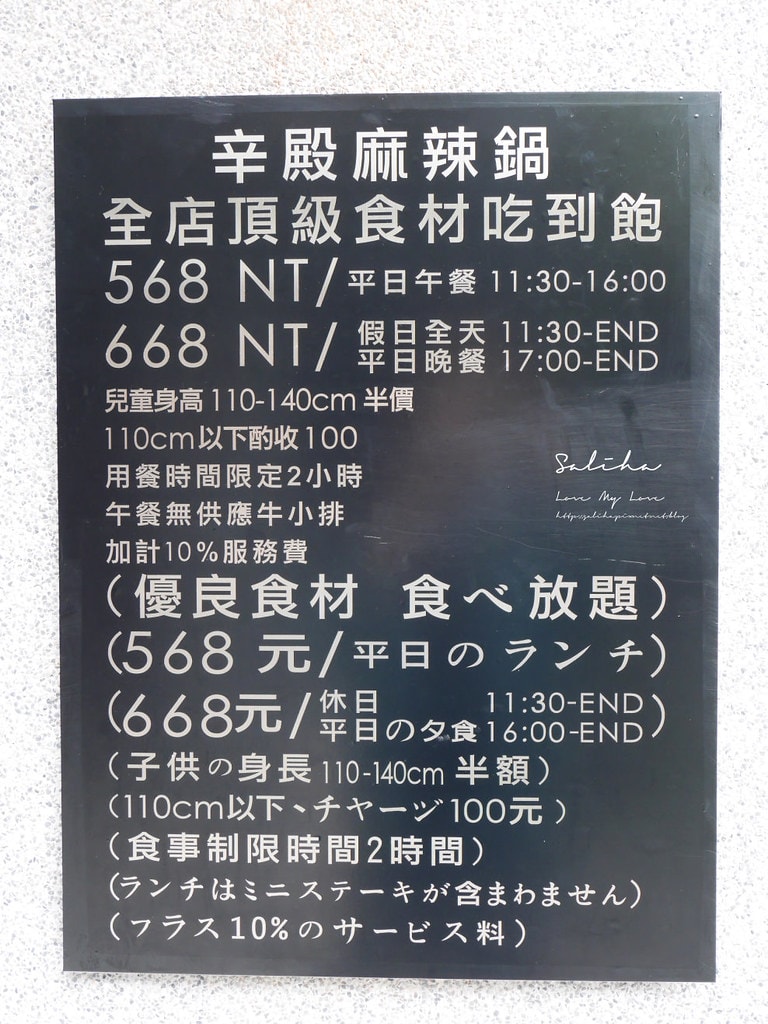 辛殿麻辣鍋
全店頂級食材吃到飽
568 NT/平日午餐 11:30-16:00
668 NT/ 假日全天 11:30-END
平日晚餐 17:00-END
兒童身高110-140cm 半價
110cm以下酌收100
用餐時間限定2小時
午餐無供應牛小排
加計10%服務費
Saliha
Love My Love
(優良食材 食べ放題)
(568 元/平日のランチ)
(668元/休日 11:30-END)
平日の夕食 16:00-END
(子供の身長 110-140cm 半額)
(110cm以下、チャージ100元)
(食事制限時間2時間)
(ランチはミニステーキが含まわません)
(フラス10%のサービス料)